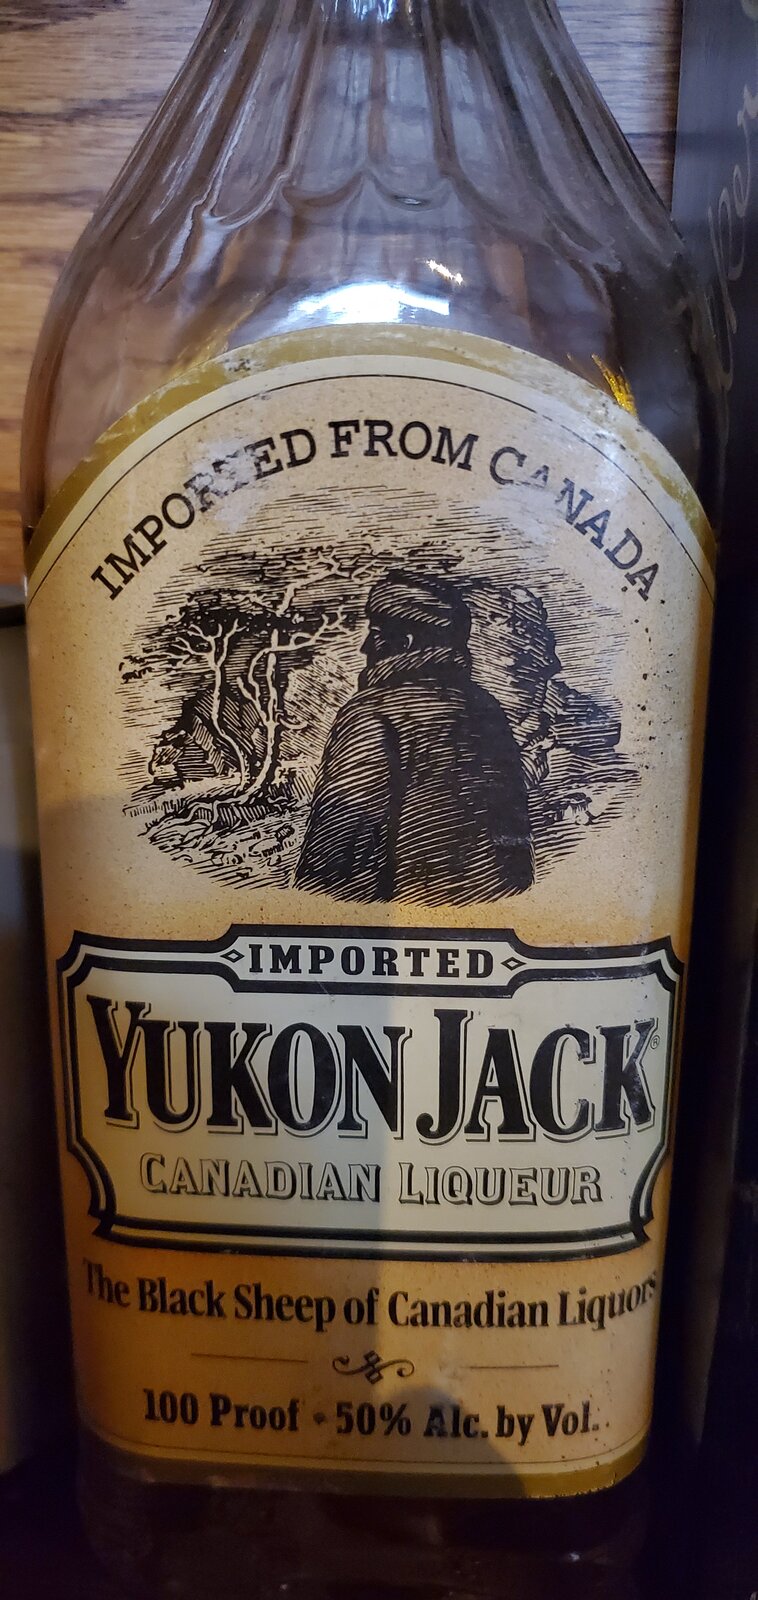 IMPORTED FROM CANADA
IMPORTED
YUKON JACK®
CANADIAN LIQUEUR
The Black Sheep of Canadian Liquors
100 Proof • 50% Alc. by Vol.